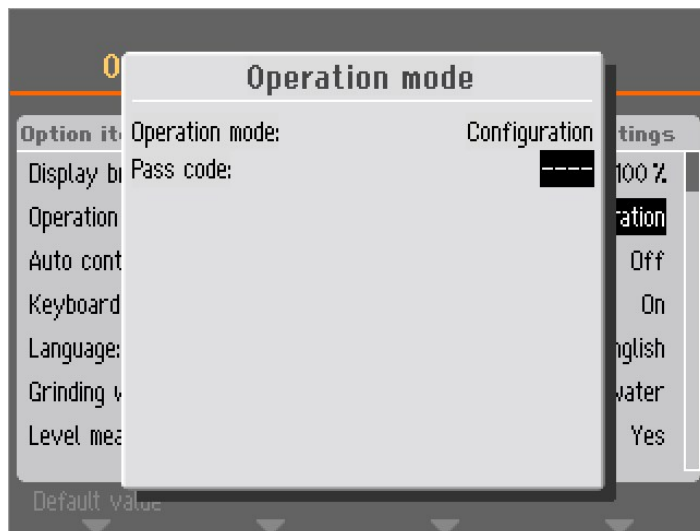 O
Operation mode
Option it tings
Operation mode: Configuration
Pass code: ----
Display b 100 %
Operation ration
Auto cont Off
Keyboard On
Language: nglish
Grinding w water
Level mea Yes
Default value